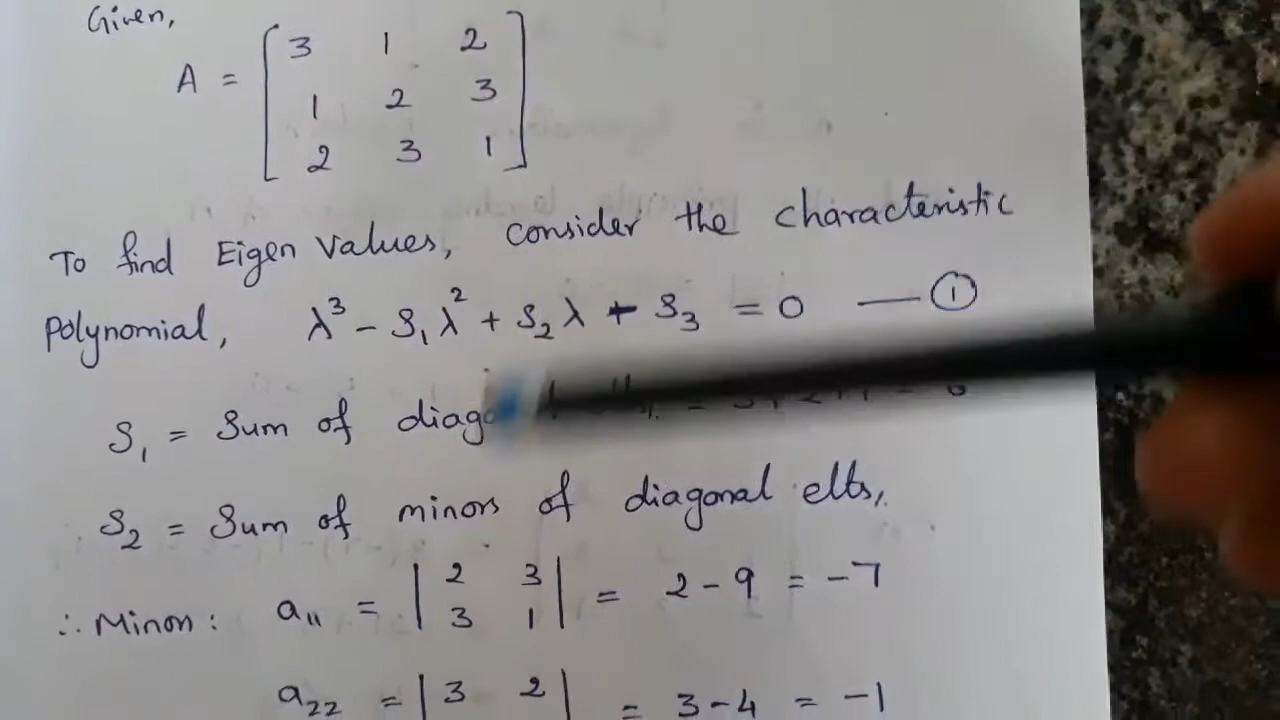 Given,
A = [ 3 1 2
1 2 3
2 3 1 ]
To find Eigen values, consider the characteristic
polynomial, λ³ - S₁λ² + S₂λ - S₃ = 0 — ①
S₁ = Sum of
S₂ = Sum of minors of diagonal elts,
∴ Minor: a₁₁ = | 2 3 | = 2 - 9 = -7
| 3 1 |
a₂₂ = | 3 2 | = 3 - 4 = -1